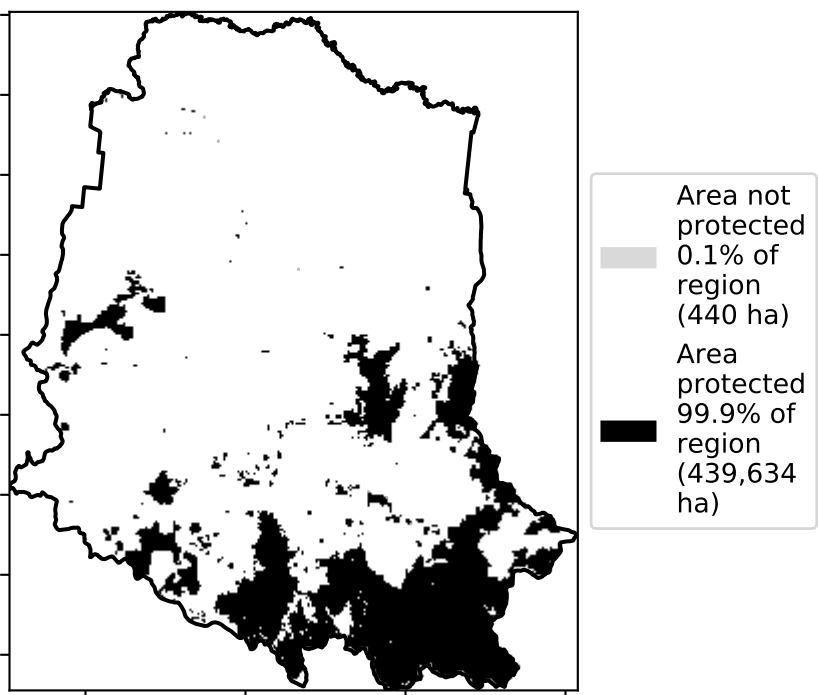 Area not
protected
0.1% of
region
(440 ha)
Area
protected
99.9% of
region
(439,634
ha)